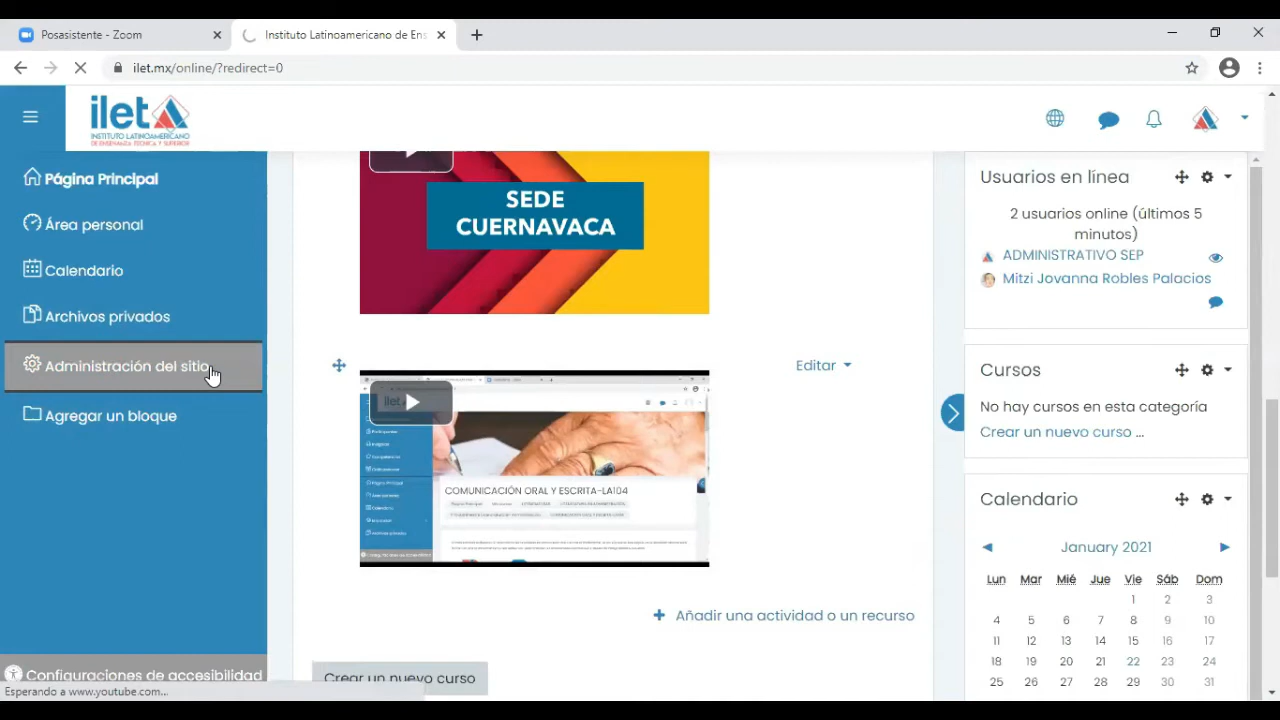 Posasistente - Zoom
Instituto Latinoamericano de Ens
ilet.mx/online/?redirect=0
ilet
INSTITUTO LATINOAMERICANO
DE ENSEÑANZA TÉCNICA Y SUPERIOR
Página Principal
Área personal
Calendario
Archivos privados
Administración del sitio
Agregar un bloque
Configuraciones de accesibilidad
Esperando a www.youtube.com...
SEDE
CUERNAVACA
Editar
ilet
COMUNICACIÓN ORAL Y ESCRITA-LA104
Añadir una actividad o un recurso
Crear un nuevo curso
Usuarios en línea
2 usuarios online (últimos 5
minutos)
ADMINISTRATIVO SEP
Mitzi Jovanna Robles Palacios
Cursos
No hay cursos en esta categoría
Crear un nuevo curso ...
Calendario
January 2021
Lun Mar Mié Jue Vie Sáb Dom
1 2 3
4 5 6 7 8 9 10
11 12 13 14 15 16 17
18 19 20 21 22 23 24
25 26 27 28 29 30 31